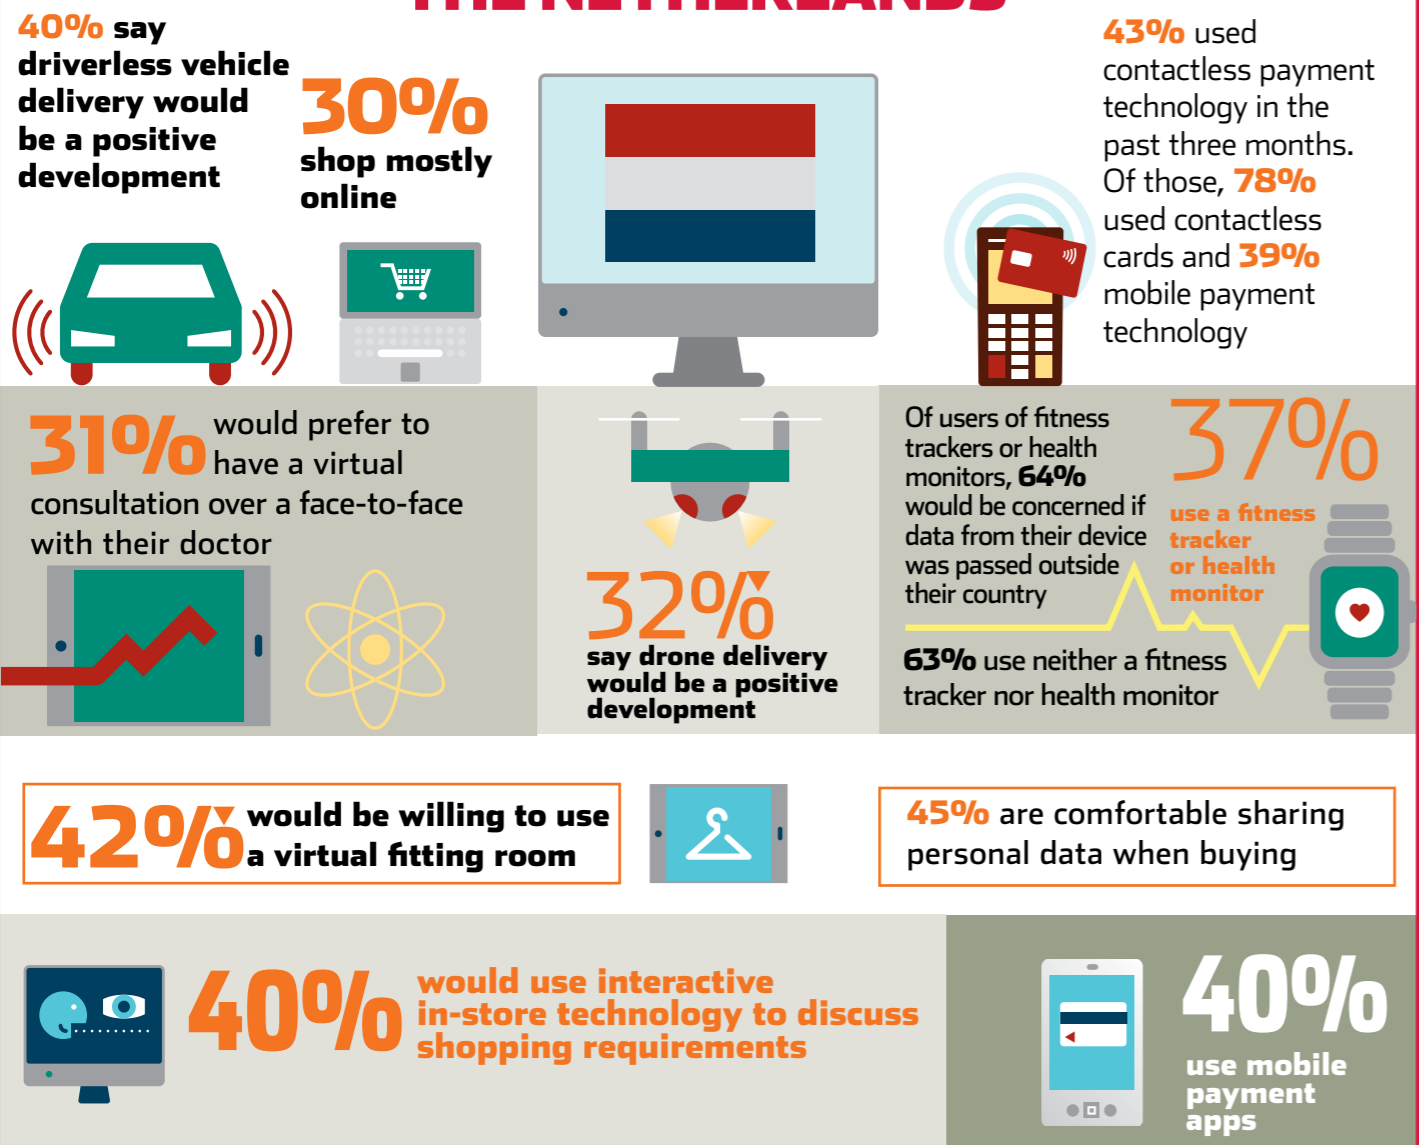 THE NETHERLANDS
40% say
driverless vehicle
delivery would
be a positive
development
30%
shop mostly
online
43% used
contactless payment
technology in the
past three months.
Of those, 78%
used contactless
cards and 39%
mobile payment
technology
31% would prefer to
have a virtual
consultation over a face-to-face
with their doctor
32%
say drone delivery
would be a positive
development
Of users of fitness
trackers or health
monitors, 64%
would be concerned if
data from their device
was passed outside
their country
37%
use a fitness
tracker
or health
monitor
63% use neither a fitness
tracker nor health monitor
42% would be willing to use
a virtual fitting room
45% are comfortable sharing
personal data when buying
40% would use interactive
in-store technology to discuss
shopping requirements
40%
use mobile
payment
apps